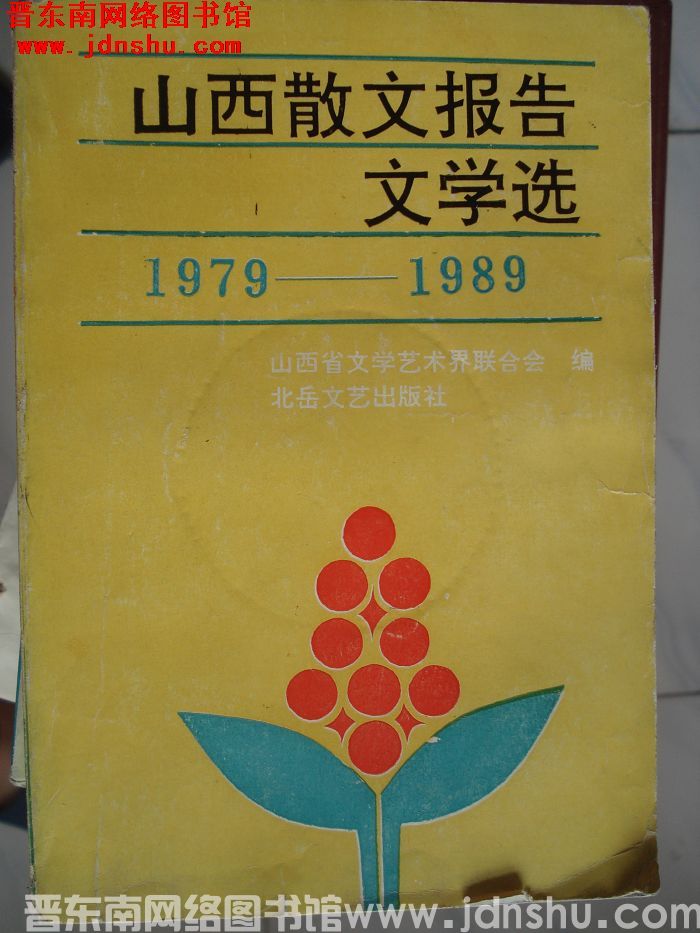 晋东南网络图书馆
www.jdnshu.com
山西散文报告
文学选
1979——1989
山西省文学艺术界联合会 编
北岳文艺出版社
晋东南网络图书馆www.jdnshu.com